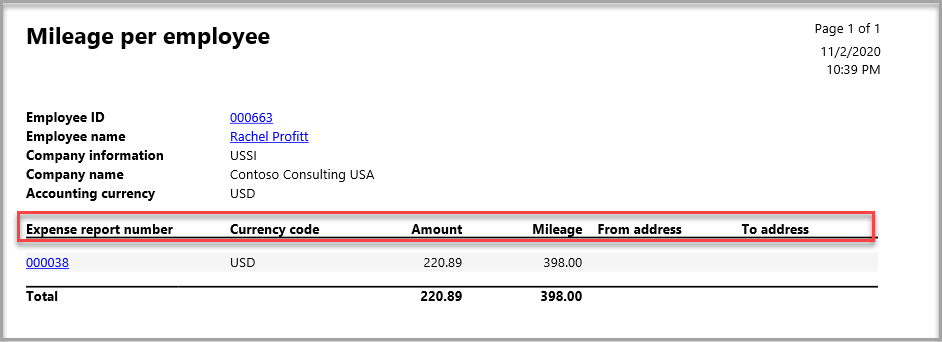 Mileage per employee
Page 1 of 1
11/2/2020
10:39 PM
Employee ID 000663
Employee name Rachel Profitt
Company information USSI
Company name Contoso Consulting USA
Accounting currency USD
Expense report number Currency code Amount Mileage From address To address
000038 USD 220.89 398.00
Total 220.89 398.00